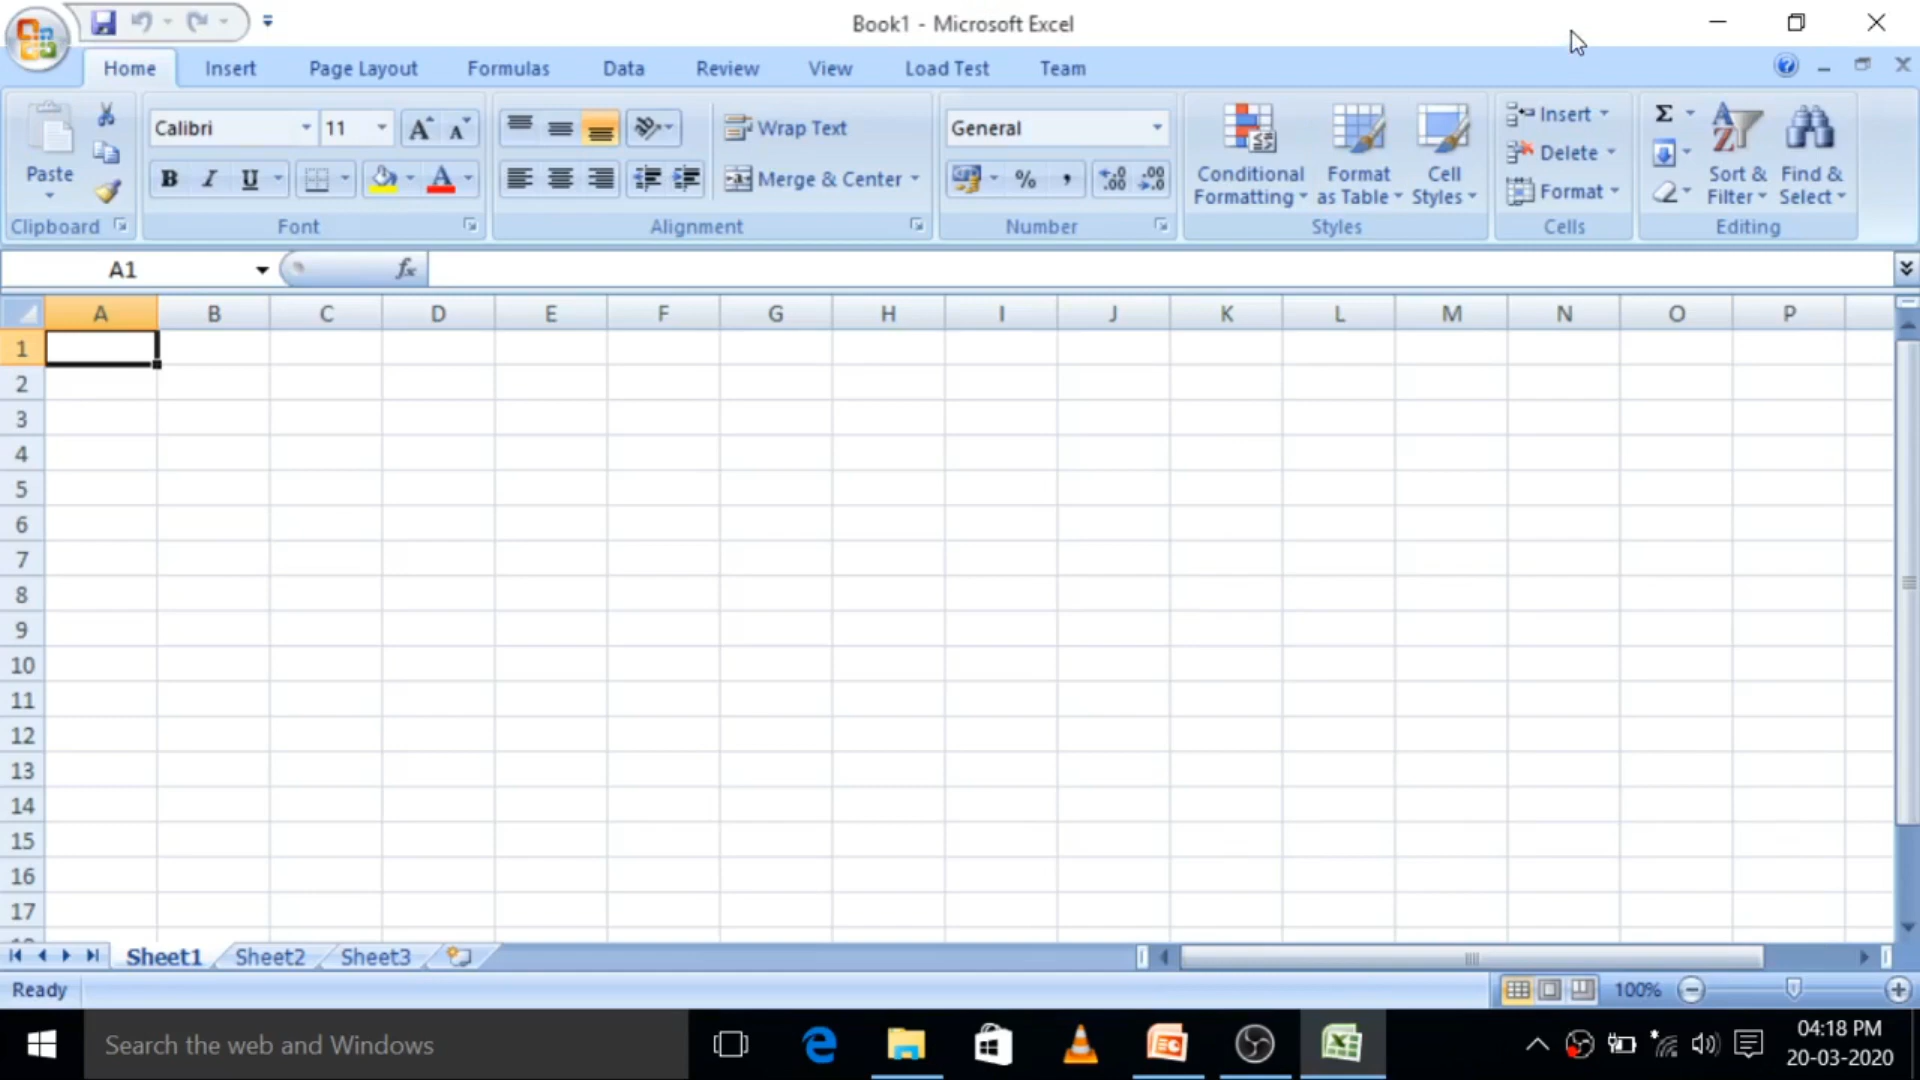 Book1 - Microsoft Excel
Home Insert Page Layout Formulas Data Review View Load Test Team
Calibri 11 Wrap Text General Insert
Paste B I U Merge & Center % , Conditional Formatting Format as Table Cell Styles Delete Format Σ Sort & Filter Find & Select
Clipboard Font Alignment Number Styles Cells Editing
A1 fx
A B C D E F G H I J K L M N O P
1
2
3
4
5
6
7
8
9
10
11
12
13
14
15
16
17
Sheet1 Sheet2 Sheet3
Ready 100%
Search the web and Windows 04:18 PM
20-03-2020